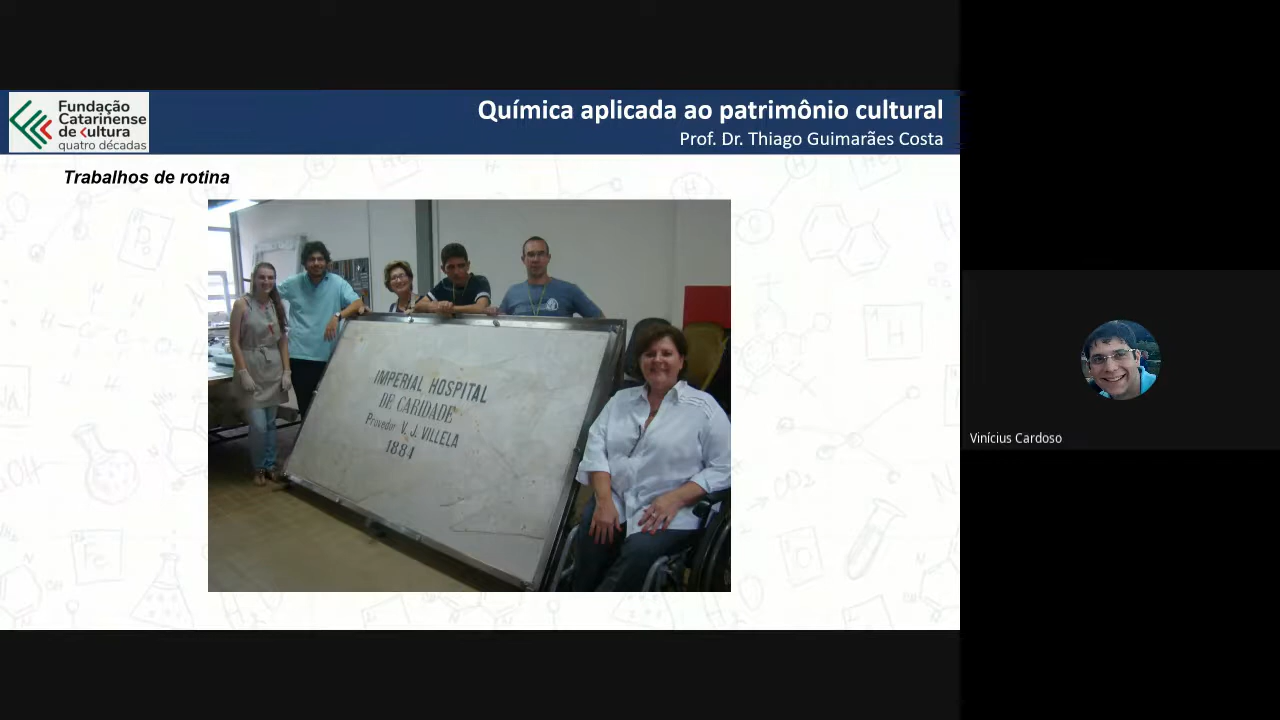 Fundação
Catarinense
de cultura
quatro décadas
Química aplicada ao patrimônio cultural
Prof. Dr. Thiago Guimarães Costa
Trabalhos de rotina
IMPERIAL HOSPITAL
DE CARIDADE
Provedor V. J. VILLELA
1884
Vinícius Cardoso